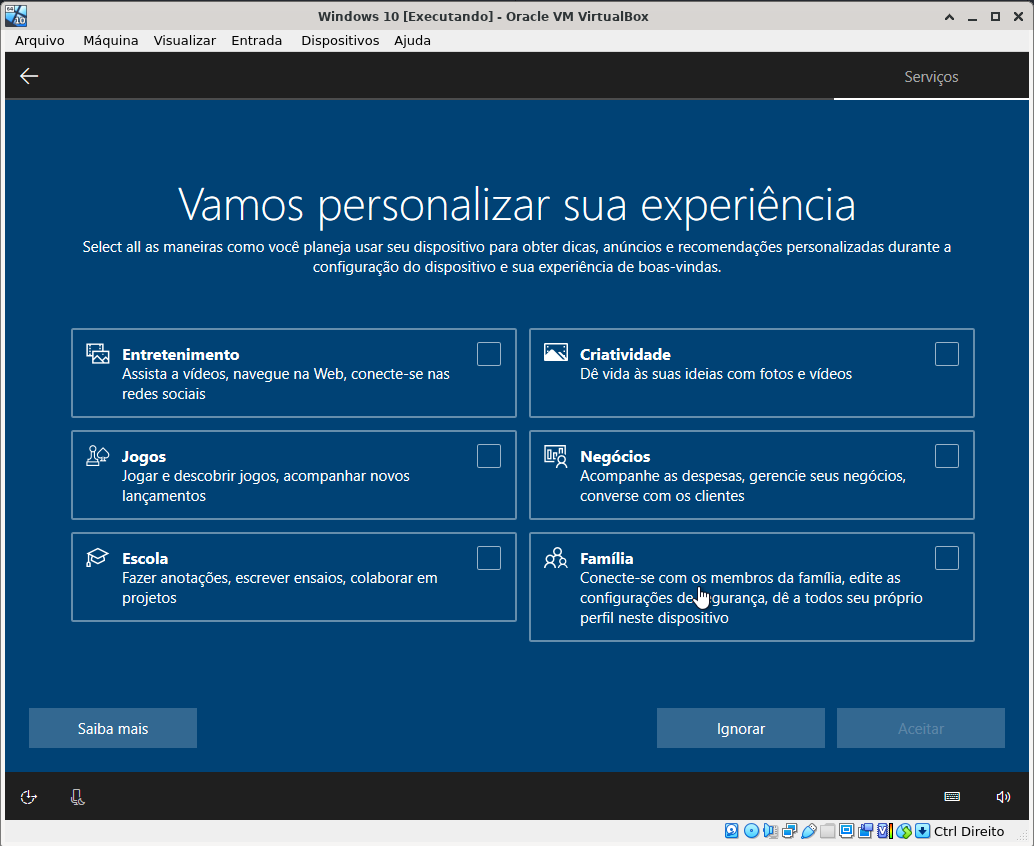 Windows 10 [Executando] - Oracle VM VirtualBox
Arquivo Máquina Visualizar Entrada Dispositivos Ajuda
Serviços
Vamos personalizar sua experiência
Select all as maneiras como você planeja usar seu dispositivo para obter dicas, anúncios e recomendações personalizadas durante a
configuração do dispositivo e sua experiência de boas-vindas.
Entretenimento
Assista a vídeos, navegue na Web, conecte-se nas
redes sociais
Criatividade
Dê vida às suas ideias com fotos e vídeos
Jogos
Jogar e descobrir jogos, acompanhar novos
lançamentos
Negócios
Acompanhe as despesas, gerencie seus negócios,
converse com os clientes
Escola
Fazer anotações, escrever ensaios, colaborar em
projetos
Família
Conecte-se com os membros da família, edite as
configurações de segurança, dê a todos seu próprio
perfil neste dispositivo
Saiba mais
Ignorar
Aceitar
Ctrl Direito